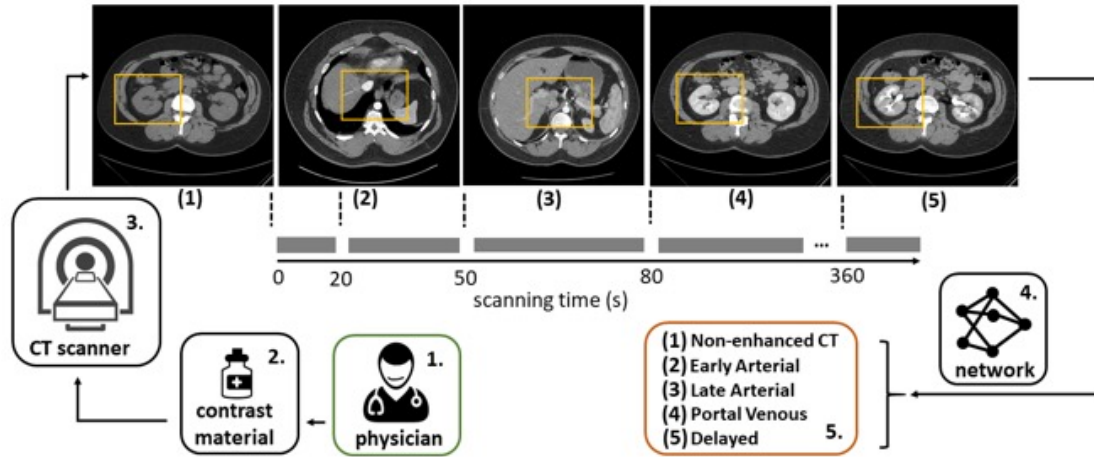 (1)
(2)
(3)
(4)
(5)
0
20
50
80
...
360
scanning time (s)
3.
CT scanner
2.
contrast
material
1.
physician
4.
network
(1) Non-enhanced CT
(2) Early Arterial
(3) Late Arterial
(4) Portal Venous
(5) Delayed
5.